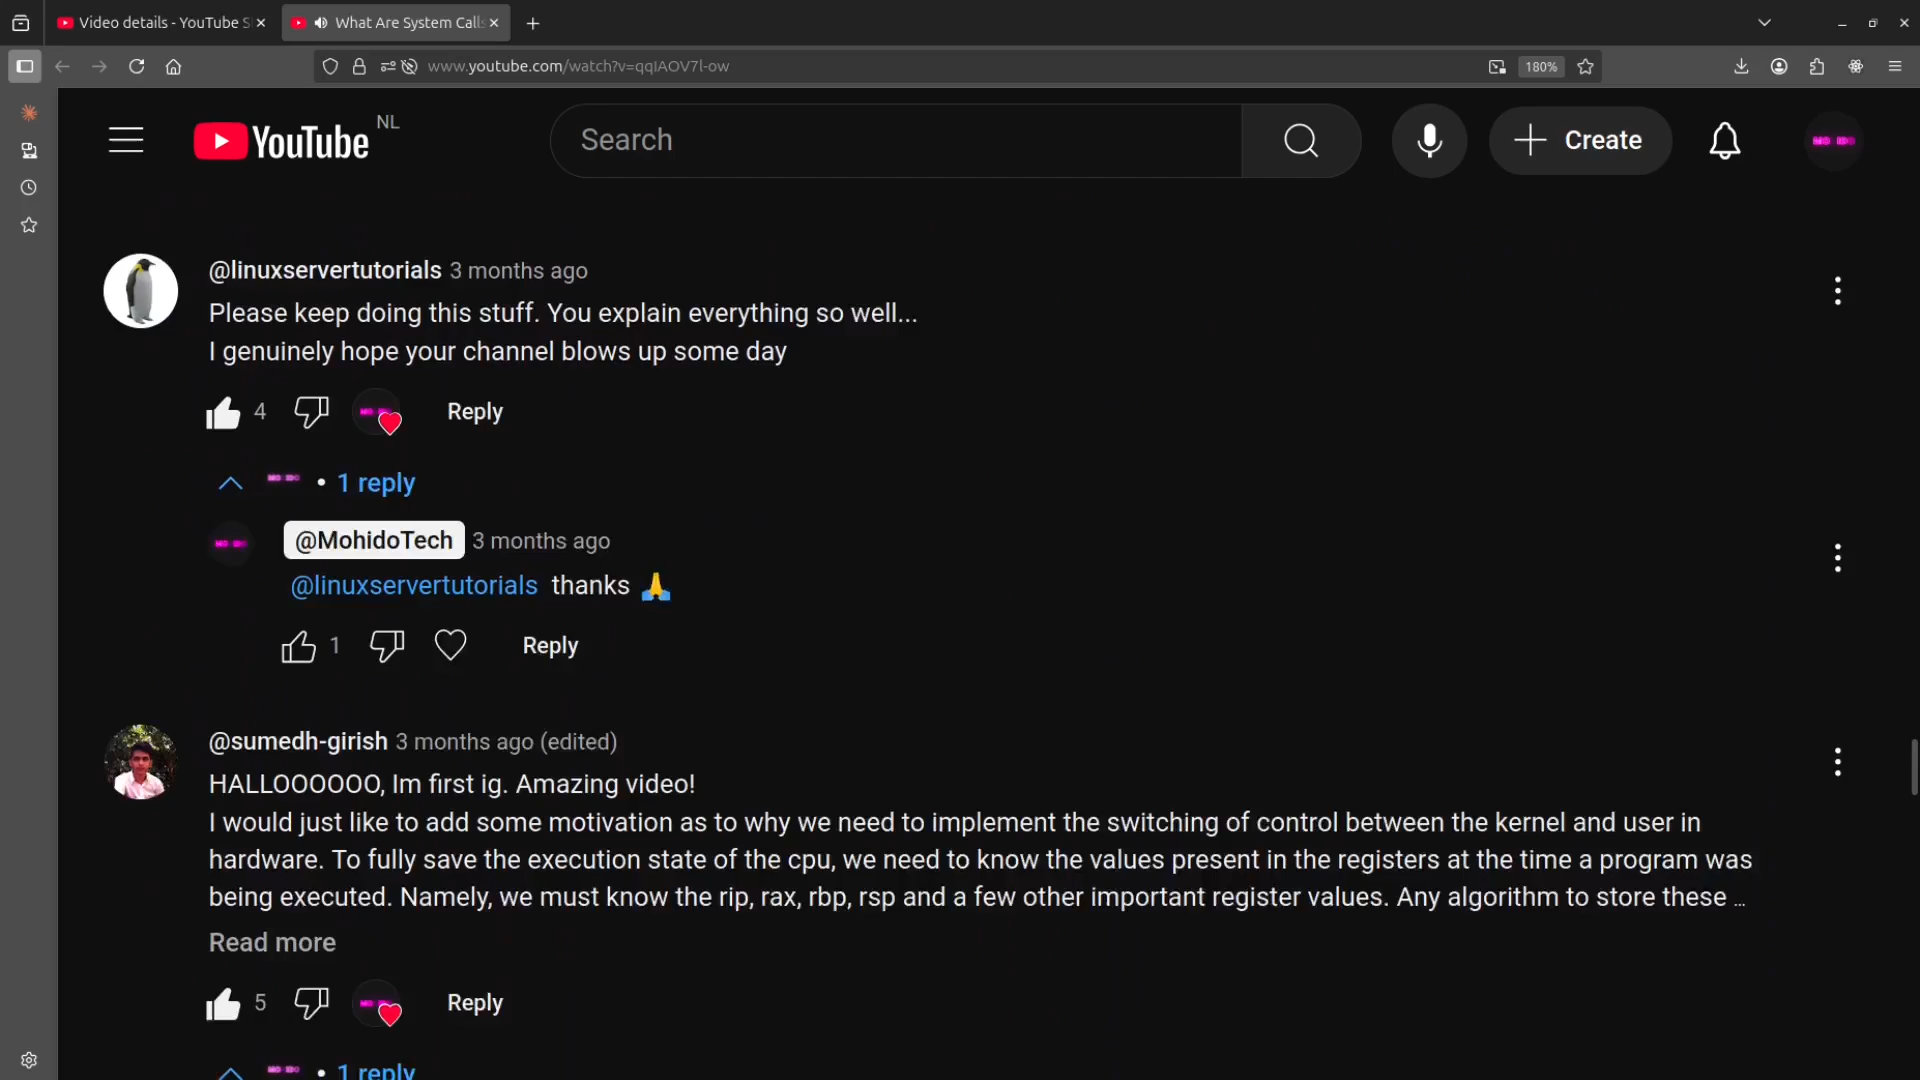 Video details - YouTube S
What Are System Call
www.youtube.com/watch?v=qqIAOV7l-ow
180%
YouTube
NL
Search
Create
@linuxservertutorials 3 months ago
Please keep doing this stuff. You explain everything so well...
I genuinely hope your channel blows up some day
4
Reply
• 1 reply
@MohidoTech 3 months ago
@linuxservertutorials thanks 🙏
1
Reply
@sumedh-girish 3 months ago (edited)
HALLOOOOOO, Im first ig. Amazing video!
I would just like to add some motivation as to why we need to implement the switching of control between the kernel and user in
hardware. To fully save the execution state of the cpu, we need to know the values present in the registers at the time a program was
being executed. Namely, we must know the rip, rax, rbp, rsp and a few other important register values. Any algorithm to store these ...
Read more
5
Reply
• 1 reply